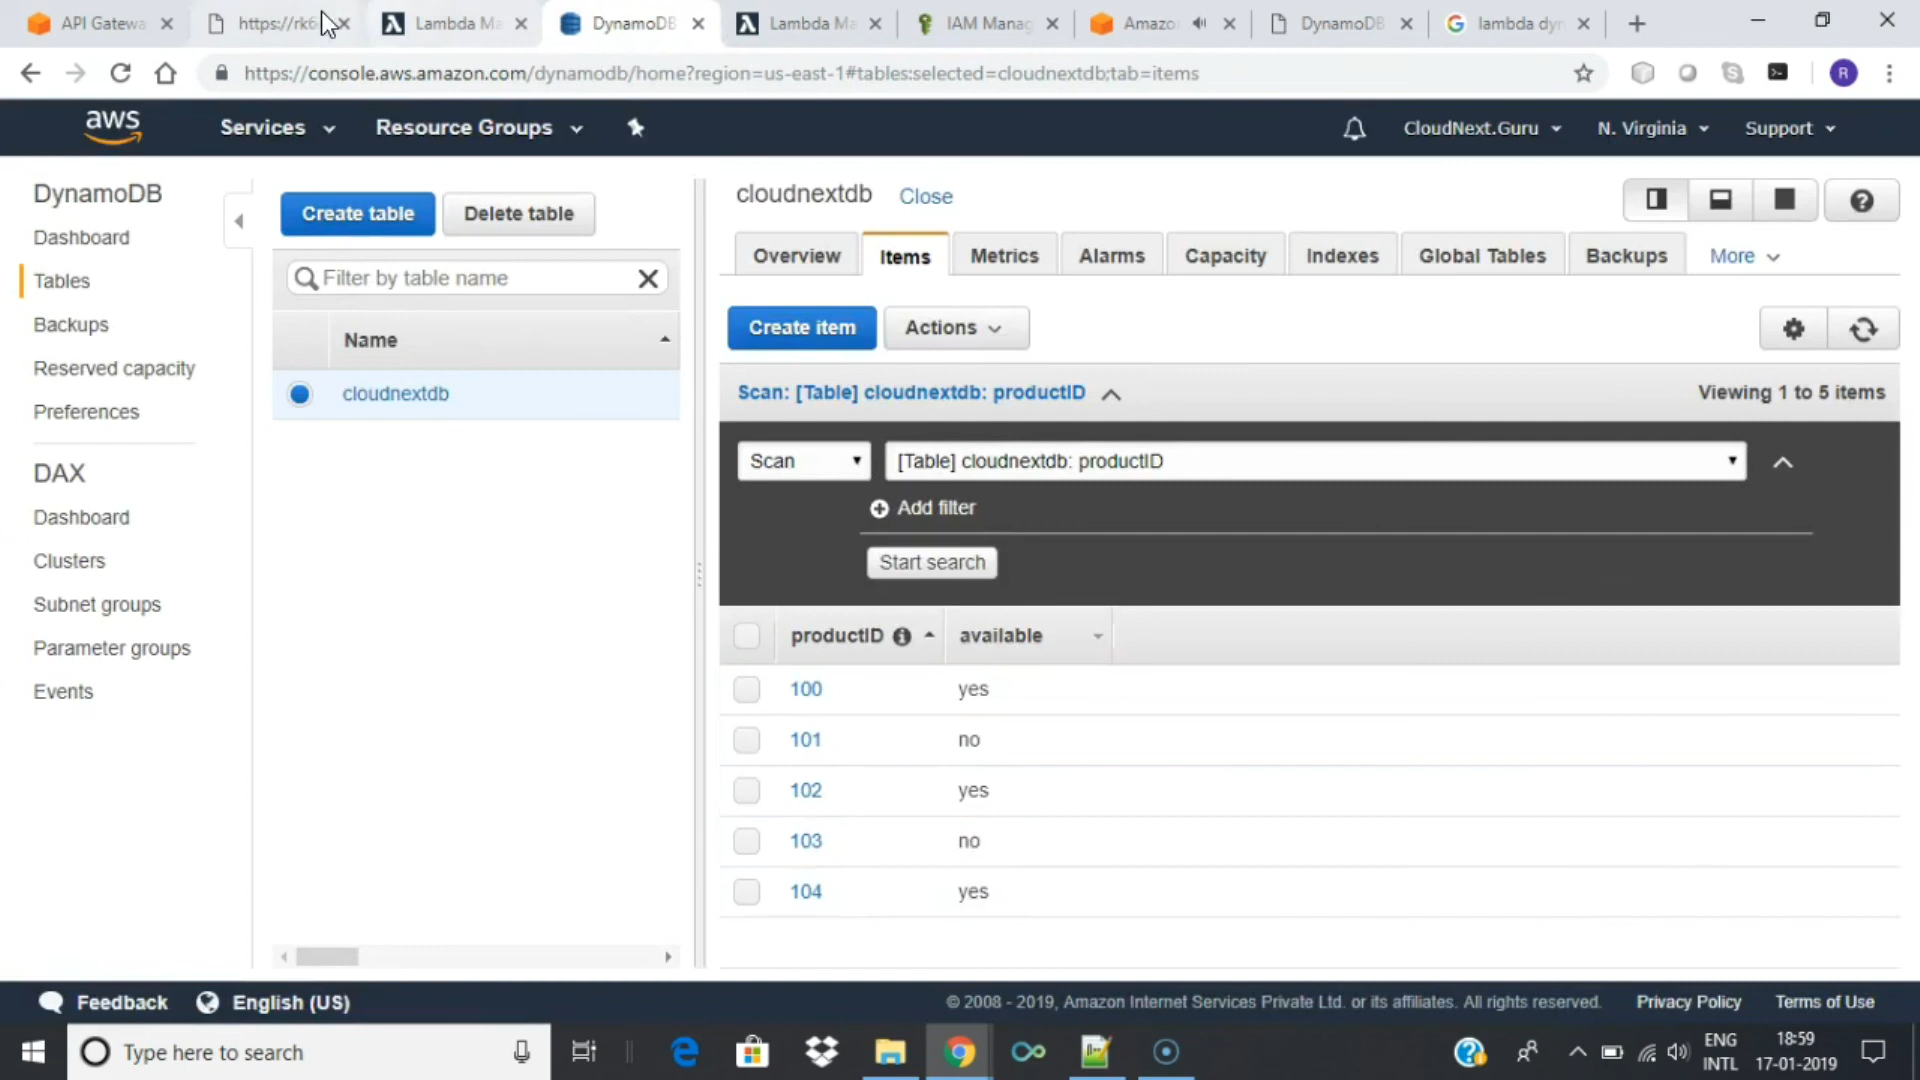 API Gatewa
https://rk6
Lambda Ma
DynamoDB
Lambda Ma
IAM Manag
Amazo
DynamoDB
lambda dyn
https://console.aws.amazon.com/dynamodb/home?region=us-east-1#tables:selected=cloudnextdb;tab=items
R
aws
Services
Resource Groups
CloudNext.Guru
N. Virginia
Support
DynamoDB
Dashboard
Tables
Backups
Reserved capacity
Preferences
DAX
Dashboard
Clusters
Subnet groups
Parameter groups
Events
Create table
Delete table
Filter by table name
Name
cloudnextdb
cloudnextdb Close
Overview
Items
Metrics
Alarms
Capacity
Indexes
Global Tables
Backups
More
Create item
Actions
Scan: [Table] cloudnextdb: productID
Viewing 1 to 5 items
Scan
[Table] cloudnextdb: productID
Add filter
Start search
productID available
100 yes
101 no
102 yes
103 no
104 yes
Feedback
English (US)
© 2008 - 2019, Amazon Internet Services Private Ltd. or its affiliates. All rights reserved.
Privacy Policy
Terms of Use
Type here to search
ENG
INTL
18:59
17-01-2019